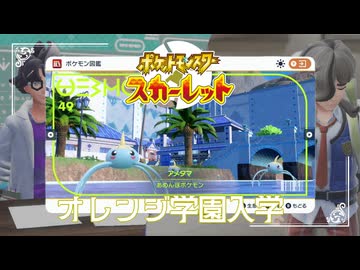 ポケモン図鑑
ポケットモンスター
スカーレット
49
アメタマ
あめんぼポケモン
もどる
オレンジ学園入学